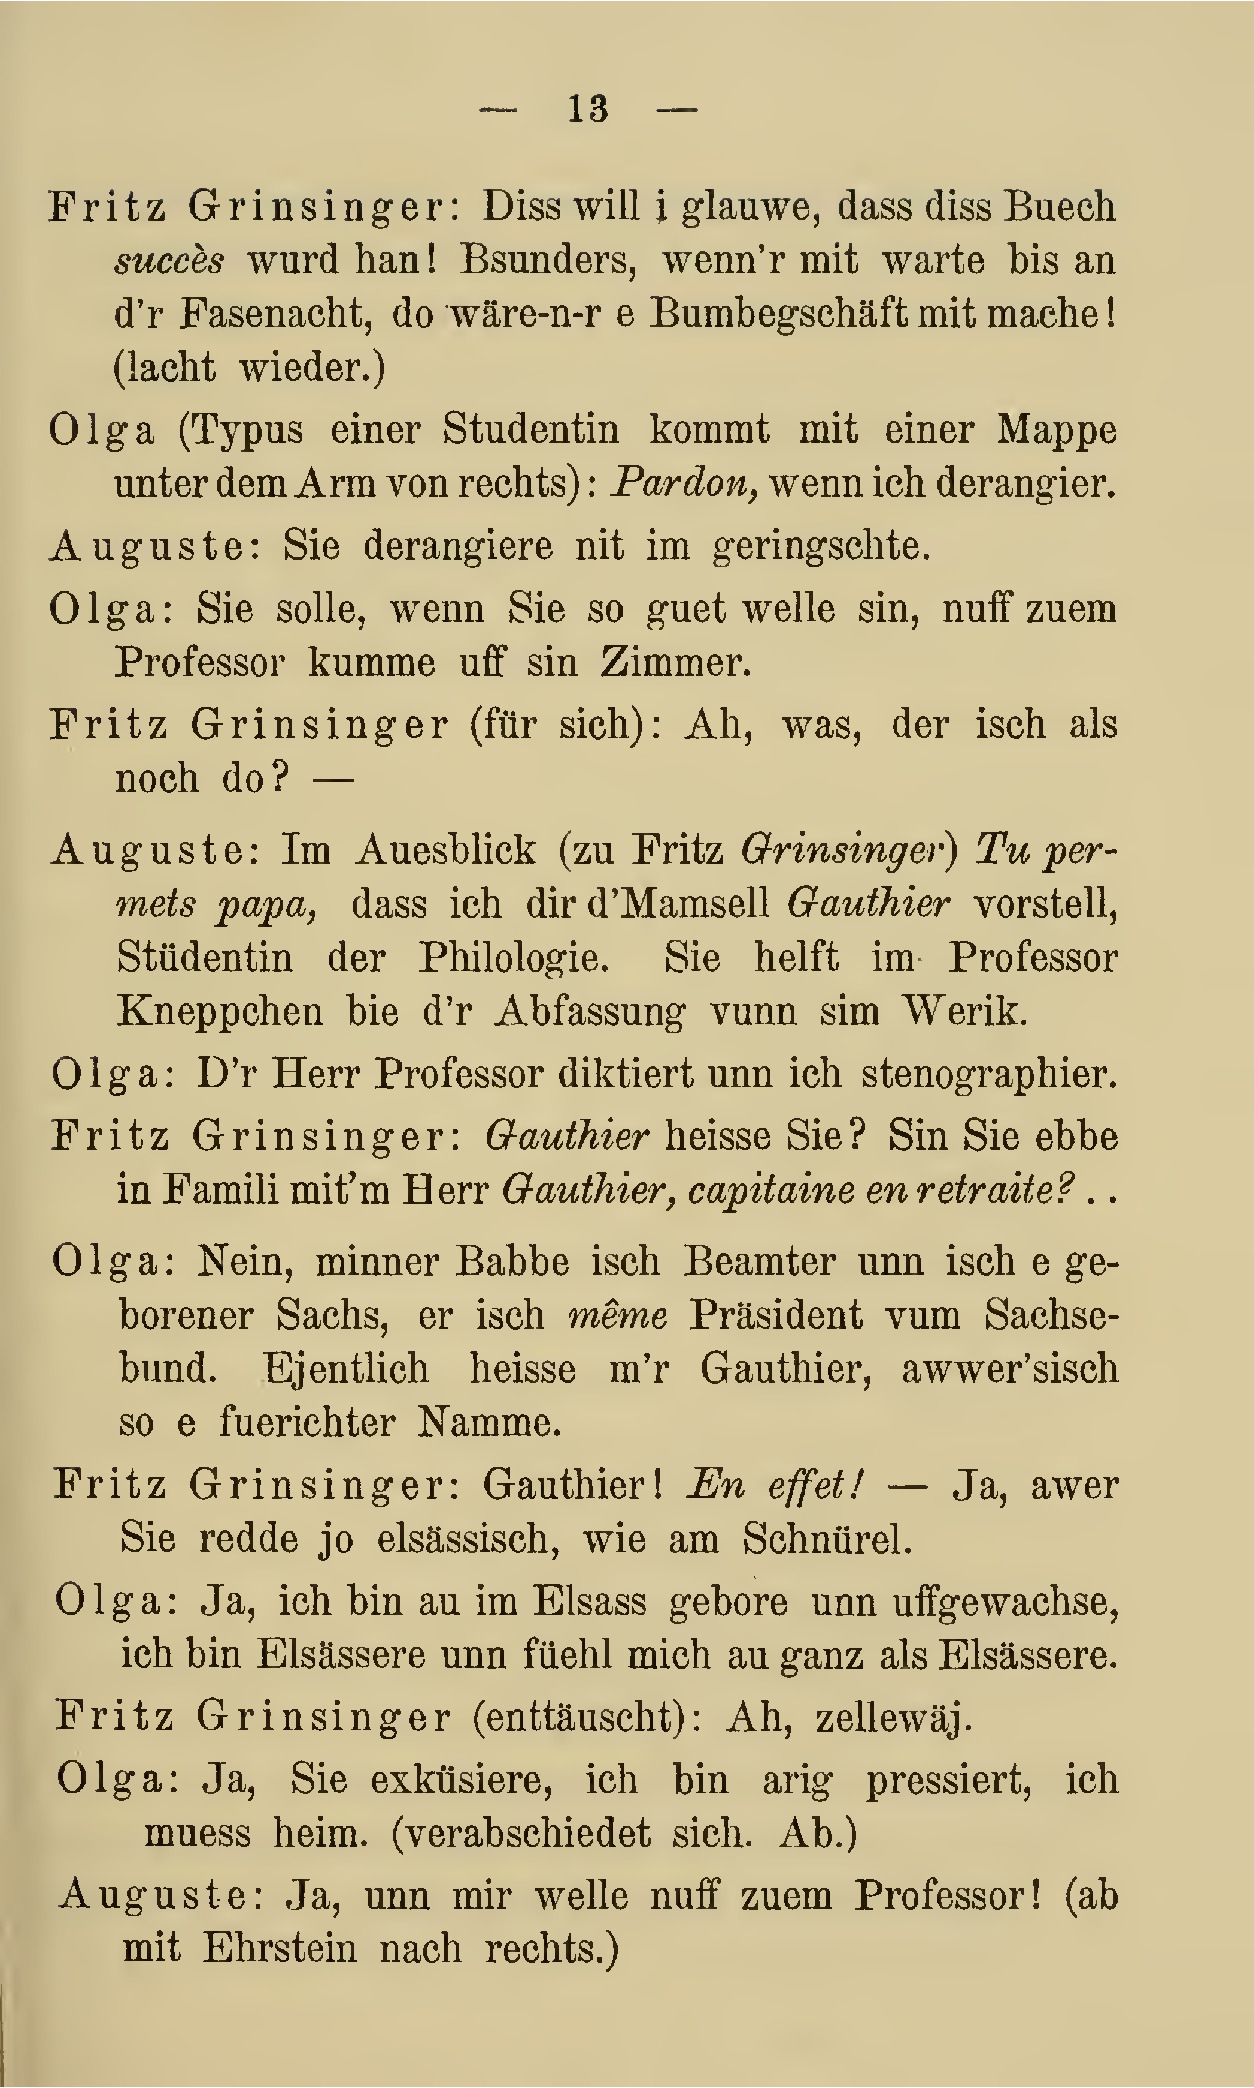 — 13 —
Fritz Grinsinger: Diss will i glauwe, dass diss Buech
succès wurd han! Bsunders, wenn'r mit warte bis an
d'r Fasenacht, do wäre-n-r e Bumbegschäft mit mache!
(lacht wieder.)
Olga (Typus einer Studentin kommt mit einer Mappe
unter dem Arm von rechts): Pardon, wenn ich derangier.
Auguste: Sie derangiere nit im geringschte.
Olga: Sie solle, wenn Sie so guet welle sin, nuff zuem
Professor kumme uff sin Zimmer.
Fritz Grinsinger (für sich): Ah, was, der isch als
noch do? —
Auguste: Im Auesblick (zu Fritz Grinsinger) Tu per-
mets papa, dass ich dir d'Mamsell Gauthier vorstell,
Stüdentin der Philologie. Sie helft im Professor
Kneppchen bie d'r Abfassung vunn sim Werik.
Olga: D'r Herr Professor diktiert unn ich stenographier.
Fritz Grinsinger: Gauthier heisse Sie? Sin Sie ebbe
in Famili mit'm Herr Gauthier, capitaine en retraite? . .
Olga: Nein, minner Babbe isch Beamter unn isch e ge-
borener Sachs, er isch même Präsident vum Sachse-
bund. Ejentlich heisse m'r Gauthier, awwer'sisch
so e fuerichter Namme.
Fritz Grinsinger: Gauthier! En effet! — Ja, awer
Sie redde jo elsässisch, wie am Schnürel.
Olga: Ja, ich bin au im Elsass gebore unn uffgewachse,
ich bin Elsässere unn füehl mich au ganz als Elsässere.
Fritz Grinsinger (enttäuscht): Ah, zellewäj.
Olga: Ja, Sie exküsiere, ich bin arig pressiert, ich
muess heim. (verabschiedet sich. Ab.)
Auguste: Ja, unn mir welle nuff zuem Professor! (ab
mit Ehrstein nach rechts.)